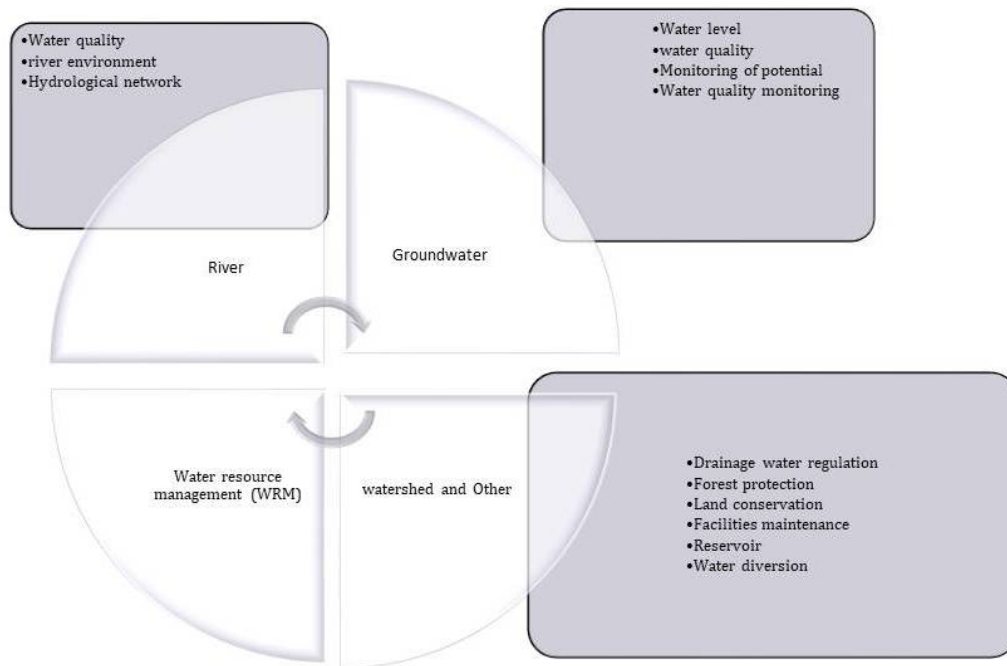 •Water quality
•river environment
•Hydrological network
•Water level
•water quality
•Monitoring of potential
•Water quality monitoring
River
Groundwater
Water resource
management (WRM)
watershed and Other
•Drainage water regulation
•Forest protection
•Land conservation
•Facilities maintenance
•Reservoir
•Water diversion